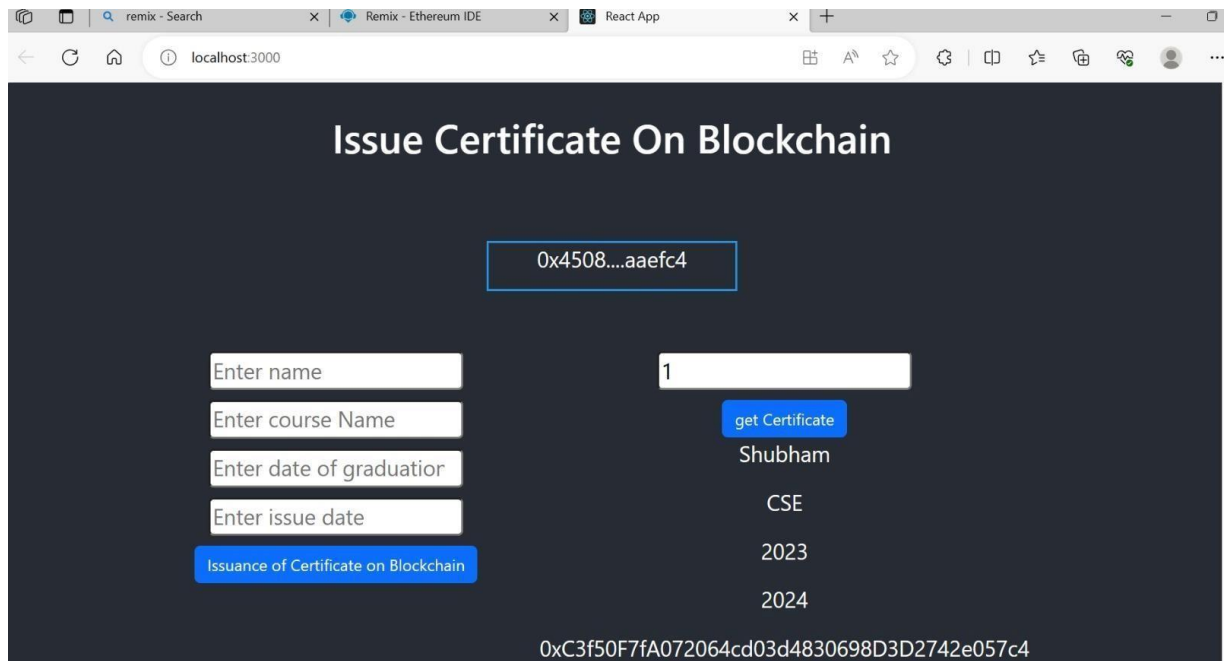 remix - Search
Remix - Ethereum IDE
React App
localhost:3000
Issue Certificate On Blockchain
0x4508....aaefc4
Enter name
Enter course Name
Enter date of graduation
Enter issue date
Issuance of Certificate on Blockchain
1
get Certificate
Shubham
CSE
2023
2024
0xC3f50F7fA072064cd03d4830698D3D2742e057c4